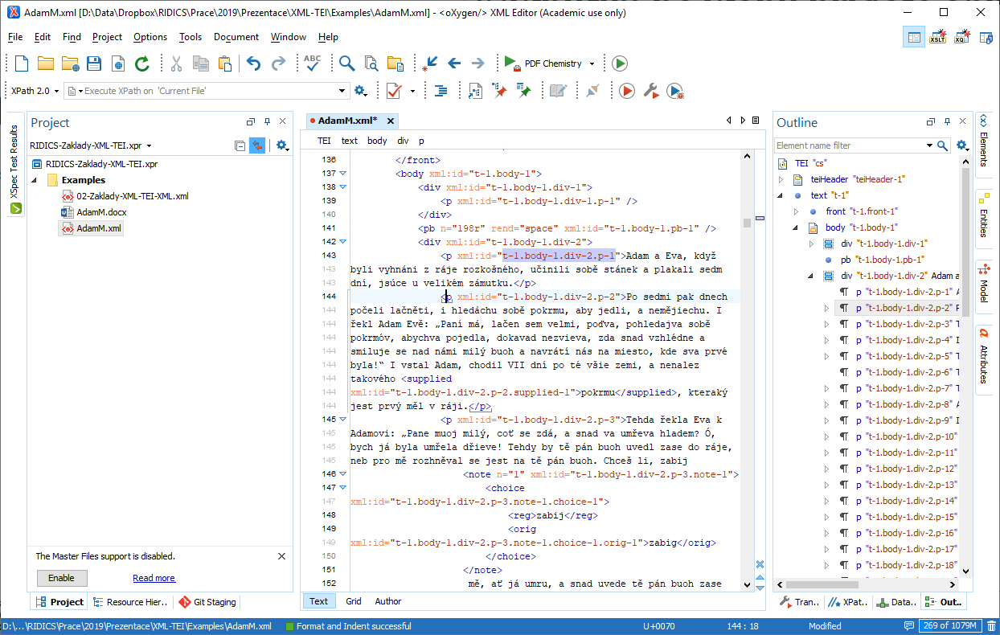 AdamM.xml [D:\Data\Dropbox\RIDICS\Prace\2019\Prezentace\XML-TEI\Examples\AdamM.xml] - <oXygen/> XML Editor (Academic use only)
File Edit Find Project Options Tools Document Window Help
XSLT XQ
ABC PDF Chemistry
XPath 2.0 Execute XPath on 'Current File'
XSpec Test Results
Project
RIDICS-Zaklady-XML-TEI.xpr
RIDICS-Zaklady-XML-TEI.xpr
Examples
02-Zaklady-XML-TEI-XML.xml
AdamM.docx
AdamM.xml
The Master Files support is disabled.
Enable Read more
Project Resource Hier.. Git Staging
AdamM.xml*
TEI text body div p
136 </front>
137 <body xml:id="t-1.body-1">
138 <div xml:id="t-1.body-1.div-1">
139 <p xml:id="t-1.body-1.div-1.p-1" />
140 </div>
141 <pb n="198r" rend="space" xml:id="t-1.body-1.pb-1" />
142 <div xml:id="t-1.body-1.div-2">
143 <p xml:id="t-1.body-1.div-2.p-1">Adam a Eva, když
143 byli vyhnáni z ráje rozkošného, učinili sobě stánek a plakali sedm
143 dní, jsúce u velikém zámutku.</p>
144 <p xml:id="t-1.body-1.div-2.p-2">Po sedmi pak dnech
144 počeli lačněti, i hledáchu sobě pokrmu, aby jedli, a nemějiechu. I
144 řekl Adam Evě: „Paní má, lačen sem velmi, poďva, pohledajva sobě
144 pokrmóv, abychva pojedla, dokavad nezvieva, zda snad vzhlédne a
144 smiluje se nad námi milý buoh a navrátí nás na miesto, kde sva prvé
144 byla!“ I vstal Adam, chodil VII dní po té všie zemi, a nenalez
144 takového <supplied
144 xml:id="t-1.body-1.div-2.p-2.supplied-1">pokrmu</supplied>, kteraký
144 jest prvý měl v ráji.</p>
145 <p xml:id="t-1.body-1.div-2.p-3">Tehda řekla Eva k
145 Adamovi: „Pane muoj milý, coť se zdá, a snad va umřeva hladem? Ó,
145 bych já byla umřela dřieve! Tehdy by tě pán buoh uvedl zase do ráje,
145 neb pro mě rozhněval se jest na tě pán buoh. Chceš li, zabij
146 <note n="1" xml:id="t-1.body-1.div-2.p-3.note-1">
147 <choice
147 xml:id="t-1.body-1.div-2.p-3.note-1.choice-1">
148 <reg>zabij</reg>
149 <orig
149 xml:id="t-1.body-1.div-2.p-3.note-1.choice-1.orig-1">zabig</orig>
150 </choice>
151 </note>
152 mě, ať já umru, a snad uvede tě pán buoh zase
Text Grid Author
Outline
Element name filter
TEI "cs"
teiHeader "teiHeader-1"
text "t-1"
front "t-1.front-1"
body "t-1.body-1"
div "t-1.body-1.div-1"
pb "t-1.body-1.pb-1"
div "t-1.body-1.div-2" Adam a
p "t-1.body-1.div-2.p-1" A
p "t-1.body-1.div-2.p-2" P
p "t-1.body-1.div-2.p-3" T
p "t-1.body-1.div-2.p-4" I
p "t-1.body-1.div-2.p-5" T
p "t-1.body-1.div-2.p-6" T
p "t-1.body-1.div-2.p-7" T
p "t-1.body-1.div-2.p-8" A
p "t-1.body-1.div-2.p-9" I
p "t-1.body-1.div-2.p-10"
p "t-1.body-1.div-2.p-11"
p "t-1.body-1.div-2.p-12"
p "t-1.body-1.div-2.p-13"
p "t-1.body-1.div-2.p-14"
p "t-1.body-1.div-2.p-15"
p "t-1.body-1.div-2.p-16"
p "t-1.body-1.div-2.p-17"
p "t-1.body-1.div-2.p-18"
Tran.. XPat.. Data.. Out..
Elements
Entities
Model
Attributes
D:\...\RIDICS\Prace\2019\Prezentace\XML-TEI\Examples\AdamM.xml Format and Indent successful U+0070 144 : 18 Modified 269 of 1079M